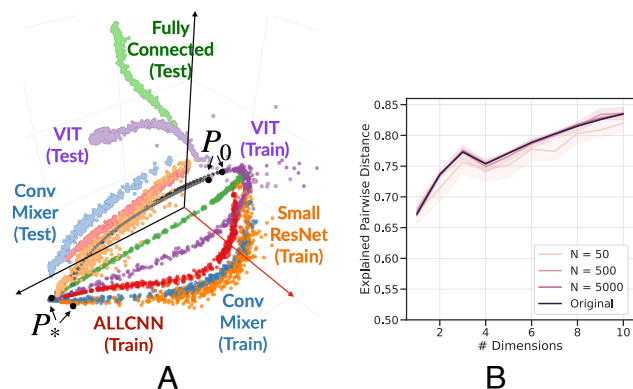 Fully
Connected
(Test)
VIT
(Test)
P0
VIT
(Train)
Conv
Mixer
(Test)
Small
ResNet
(Train)
P*
ALLCNN
(Train)
Conv
Mixer
(Train)
A
Explained Pairwise Distance
0.85
0.80
0.75
0.70
0.65
0.60
0.55
0.50
N = 50
N = 500
N = 5000
Original
2 4 6 8 10
# Dimensions
B